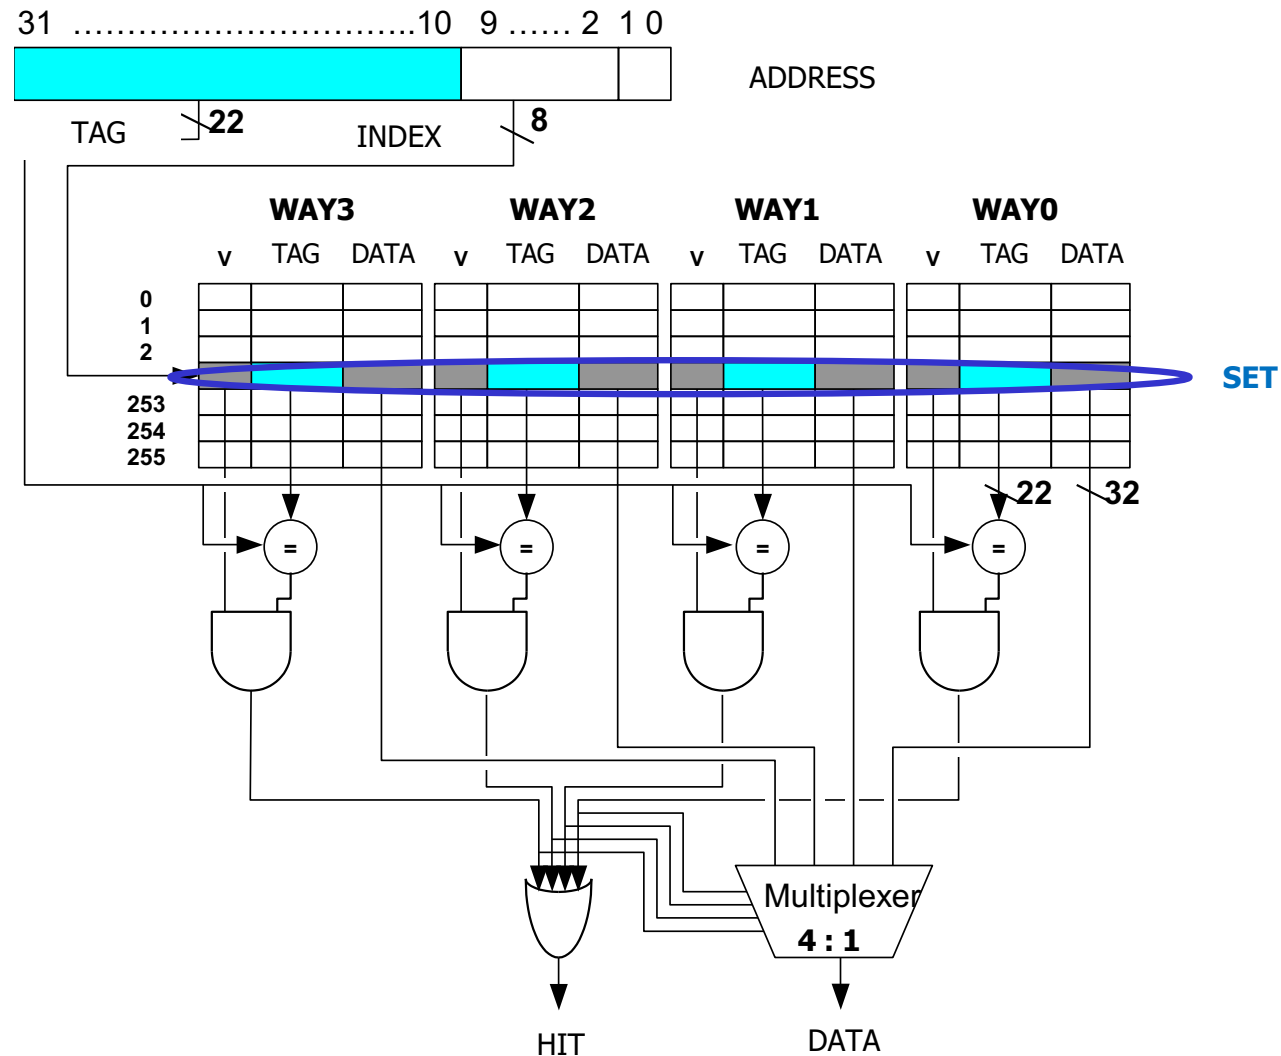 31 ................................10 9 ...... 2 1 0
ADDRESS
TAG 22 INDEX 8
WAY3 WAY2 WAY1 WAY0
V TAG DATA V TAG DATA V TAG DATA V TAG DATA
0
1
2
SET
253
254
255
22 32
= = = =
Multiplexer
4 : 1
HIT DATA